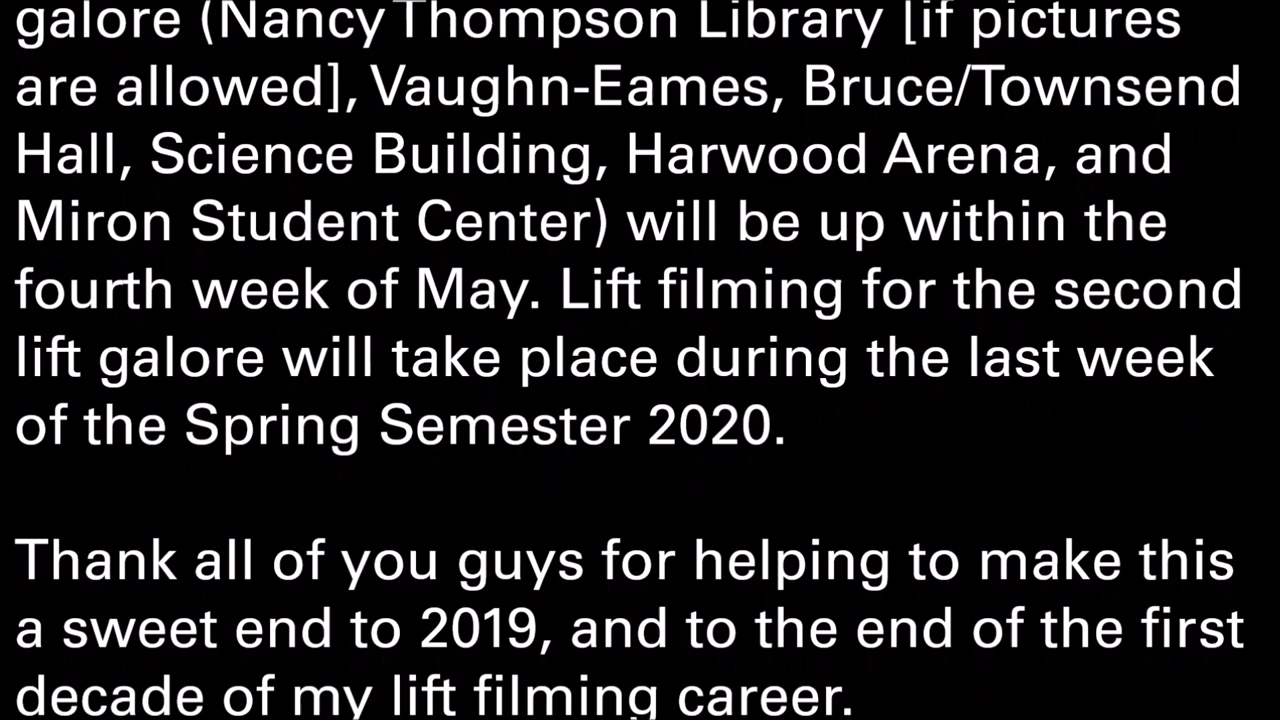 galore (Nancy Thompson Library [if pictures
are allowed], Vaughn-Eames, Bruce/Townsend
Hall, Science Building, Harwood Arena, and
Miron Student Center) will be up within the
fourth week of May. Lift filming for the second
lift galore will take place during the last week
of the Spring Semester 2020.
Thank all of you guys for helping to make this
a sweet end to 2019, and to the end of the first
decade of my lift filming career.